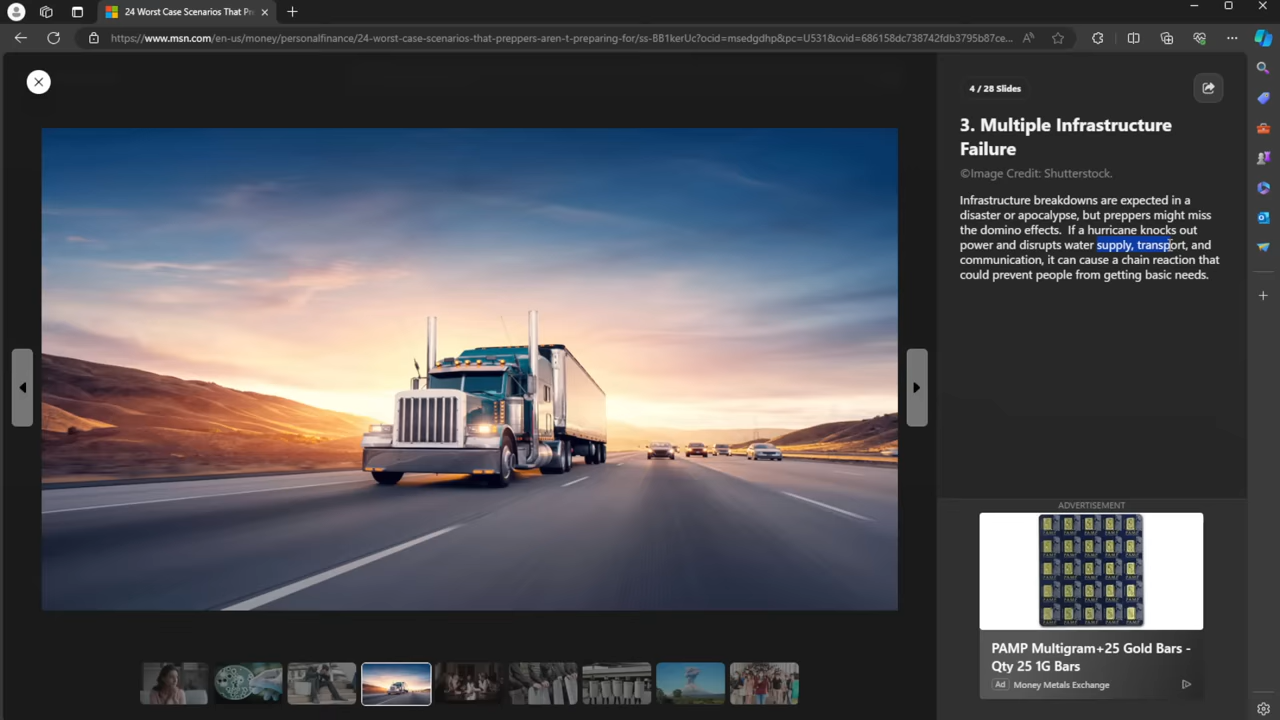 24 Worst Case Scenarios That Pr
https://www.msn.com/en-us/money/personalfinance/24-worst-case-scenarios-that-preppers-aren-t-preparing-for/ss-BB1kerUc?ocid=msedgdhp&pc=U531&cvid=686158dc738742fdb3795b87ce...
4 / 28 Slides
3. Multiple Infrastructure
Failure
©Image Credit: Shutterstock.
Infrastructure breakdowns are expected in a
disaster or apocalypse, but preppers might miss
the domino effects. If a hurricane knocks out
power and disrupts water supply, transport, and
communication, it can cause a chain reaction that
could prevent people from getting basic needs.
ADVERTISEMENT
PAMP Multigram+25 Gold Bars -
Qty 25 1G Bars
Ad Money Metals Exchange